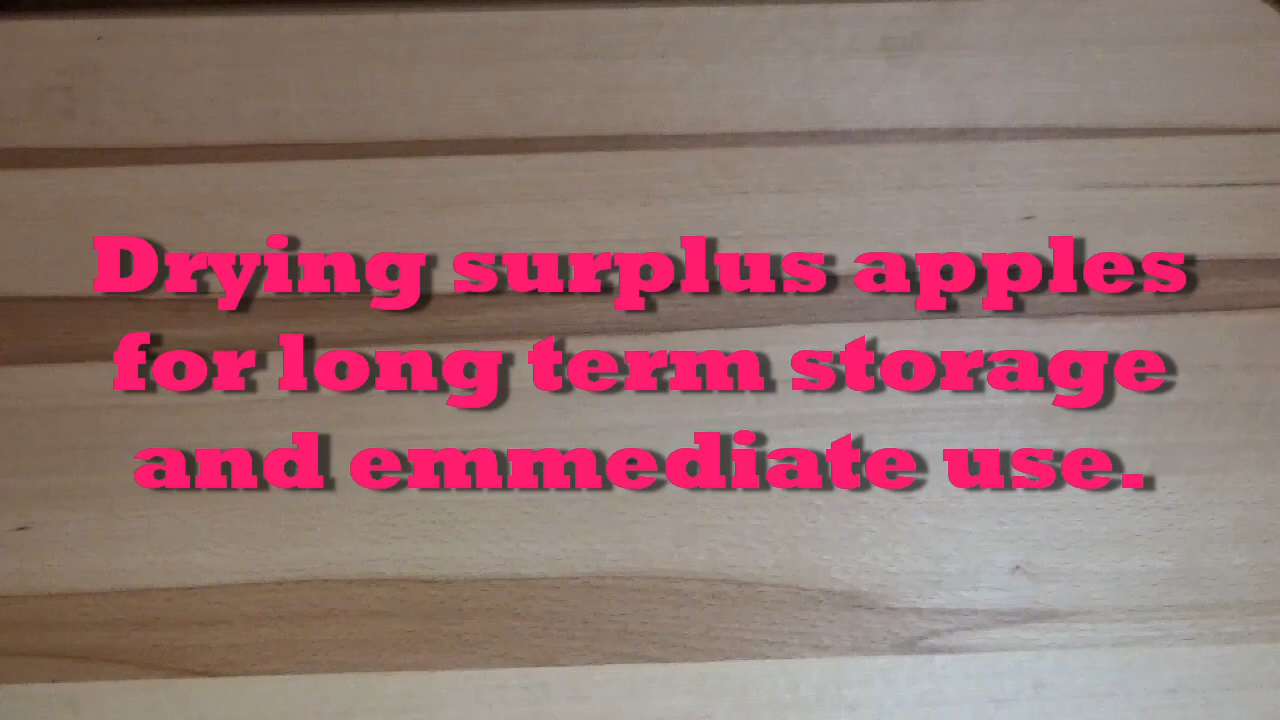 Drying surplus apples
for long term storage
and emmediate use.